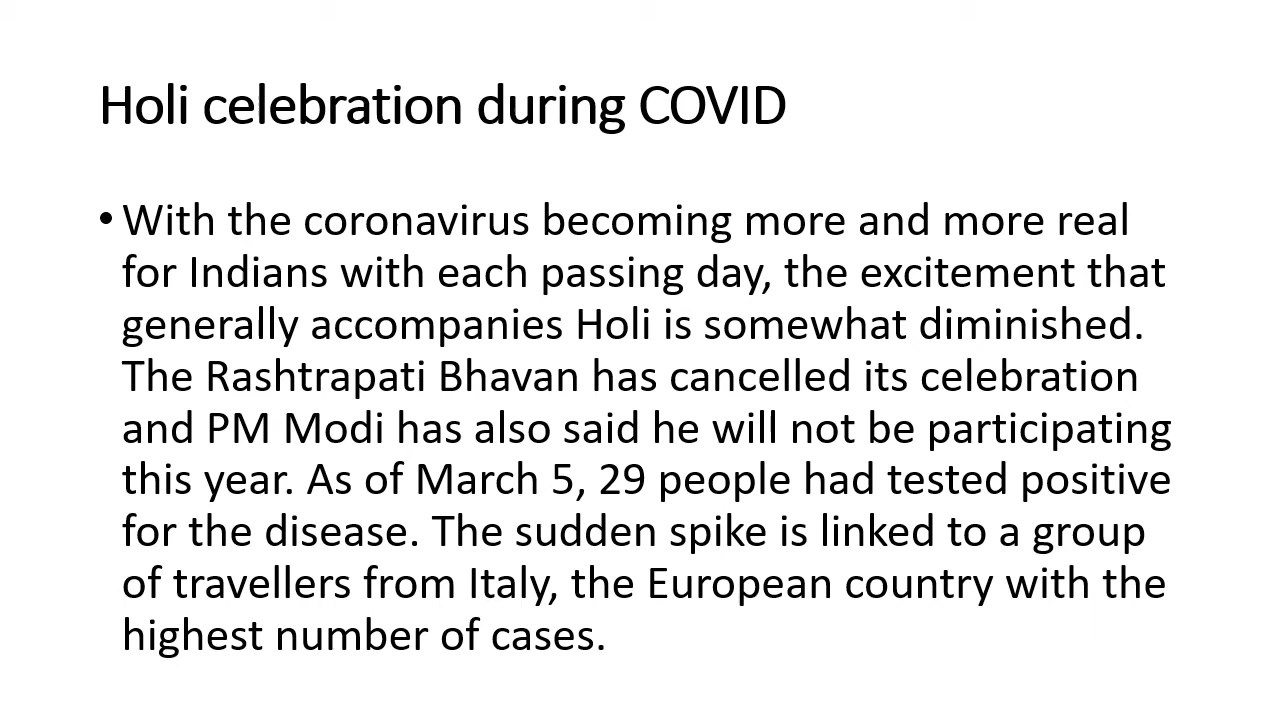 Holi celebration during COVID
• With the coronavirus becoming more and more real
for Indians with each passing day, the excitement that
generally accompanies Holi is somewhat diminished.
The Rashtrapati Bhavan has cancelled its celebration
and PM Modi has also said he will not be participating
this year. As of March 5, 29 people had tested positive
for the disease. The sudden spike is linked to a group
of travellers from Italy, the European country with the
highest number of cases.